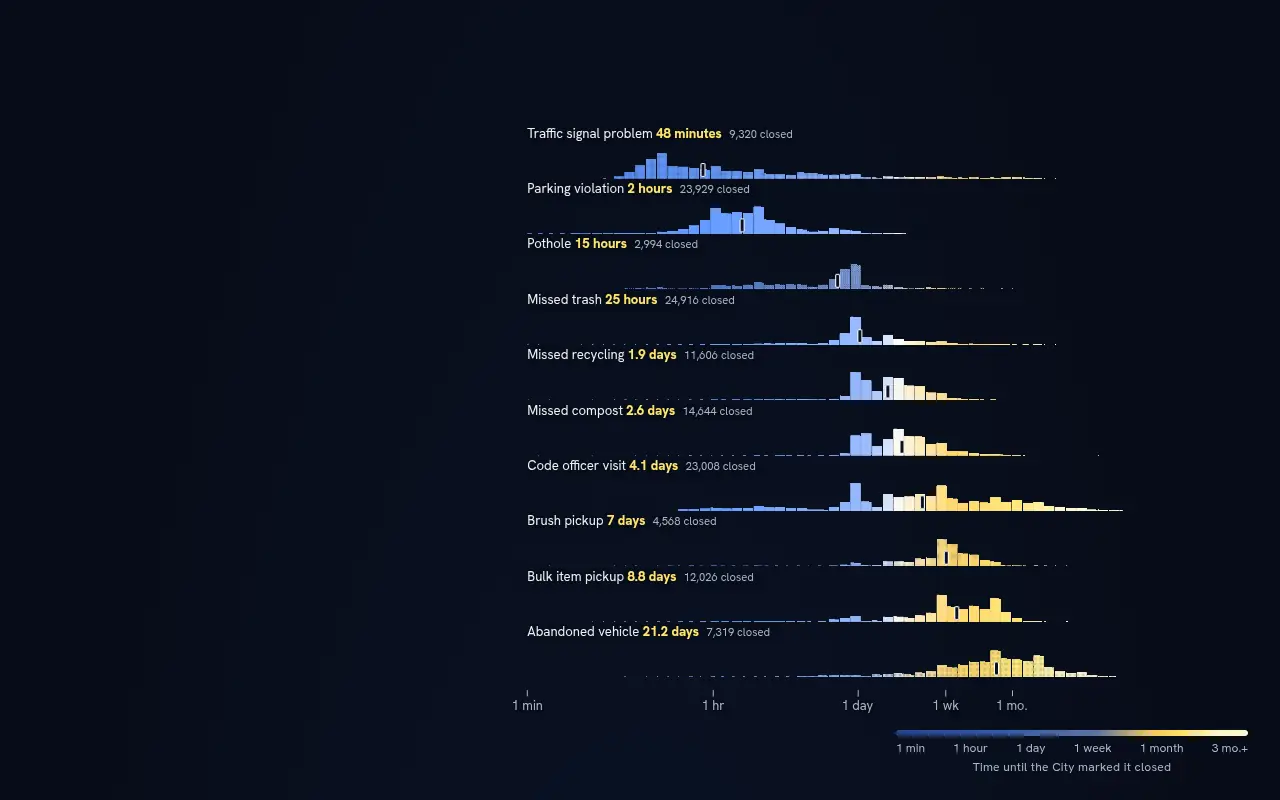 Traffic signal problem 48 minutes 9,320 closed
Parking violation 2 hours 23,929 closed
Pothole 15 hours 2,994 closed
Missed trash 25 hours 24,916 closed
Missed recycling 1.9 days 11,606 closed
Missed compost 2.6 days 14,644 closed
Code officer visit 4.1 days 23,008 closed
Brush pickup 7 days 4,568 closed
Bulk item pickup 8.8 days 12,026 closed
Abandoned vehicle 21.2 days 7,319 closed
1 min 1 hr 1 day 1 wk 1 mo.
1 min 1 hour 1 day 1 week 1 month 3 mo.+
Time until the City marked it closed